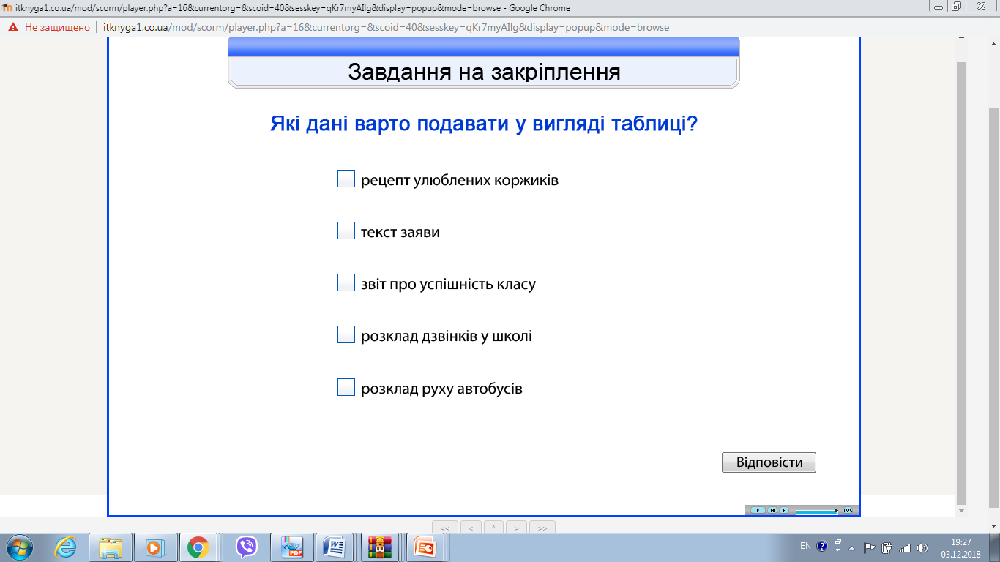 itknyga1.co.ua/mod/scorm/player.php?a=16&currentorg=&scoid=40&sesskey=qKr7myAIlg&display=popup&mode=browse - Google Chrome
Не защищено
itknyga1.co.ua/mod/scorm/player.php?a=16&currentorg=&scoid=40&sesskey=qKr7myAIlg&display=popup&mode=browse
Завдання на закріплення
Які дані варто подавати у вигляді таблиці?
рецепт улюблених коржиків
текст заяви
звіт про успішність класу
розклад дзвінків у школі
розклад руху автобусів
Відповісти
TOC
<< < ^ > >>
PDF
EN
19:27
03.12.2018